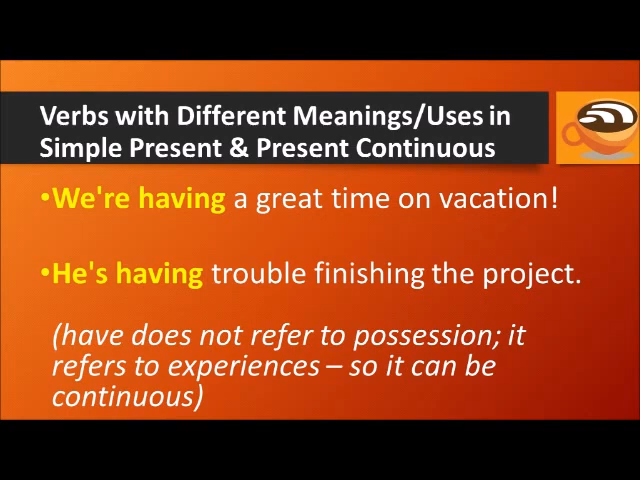 Verbs with Different Meanings/Uses in
Simple Present & Present Continuous
•We're having a great time on vacation!
•He's having trouble finishing the project.
(have does not refer to possession; it
refers to experiences – so it can be
continuous)